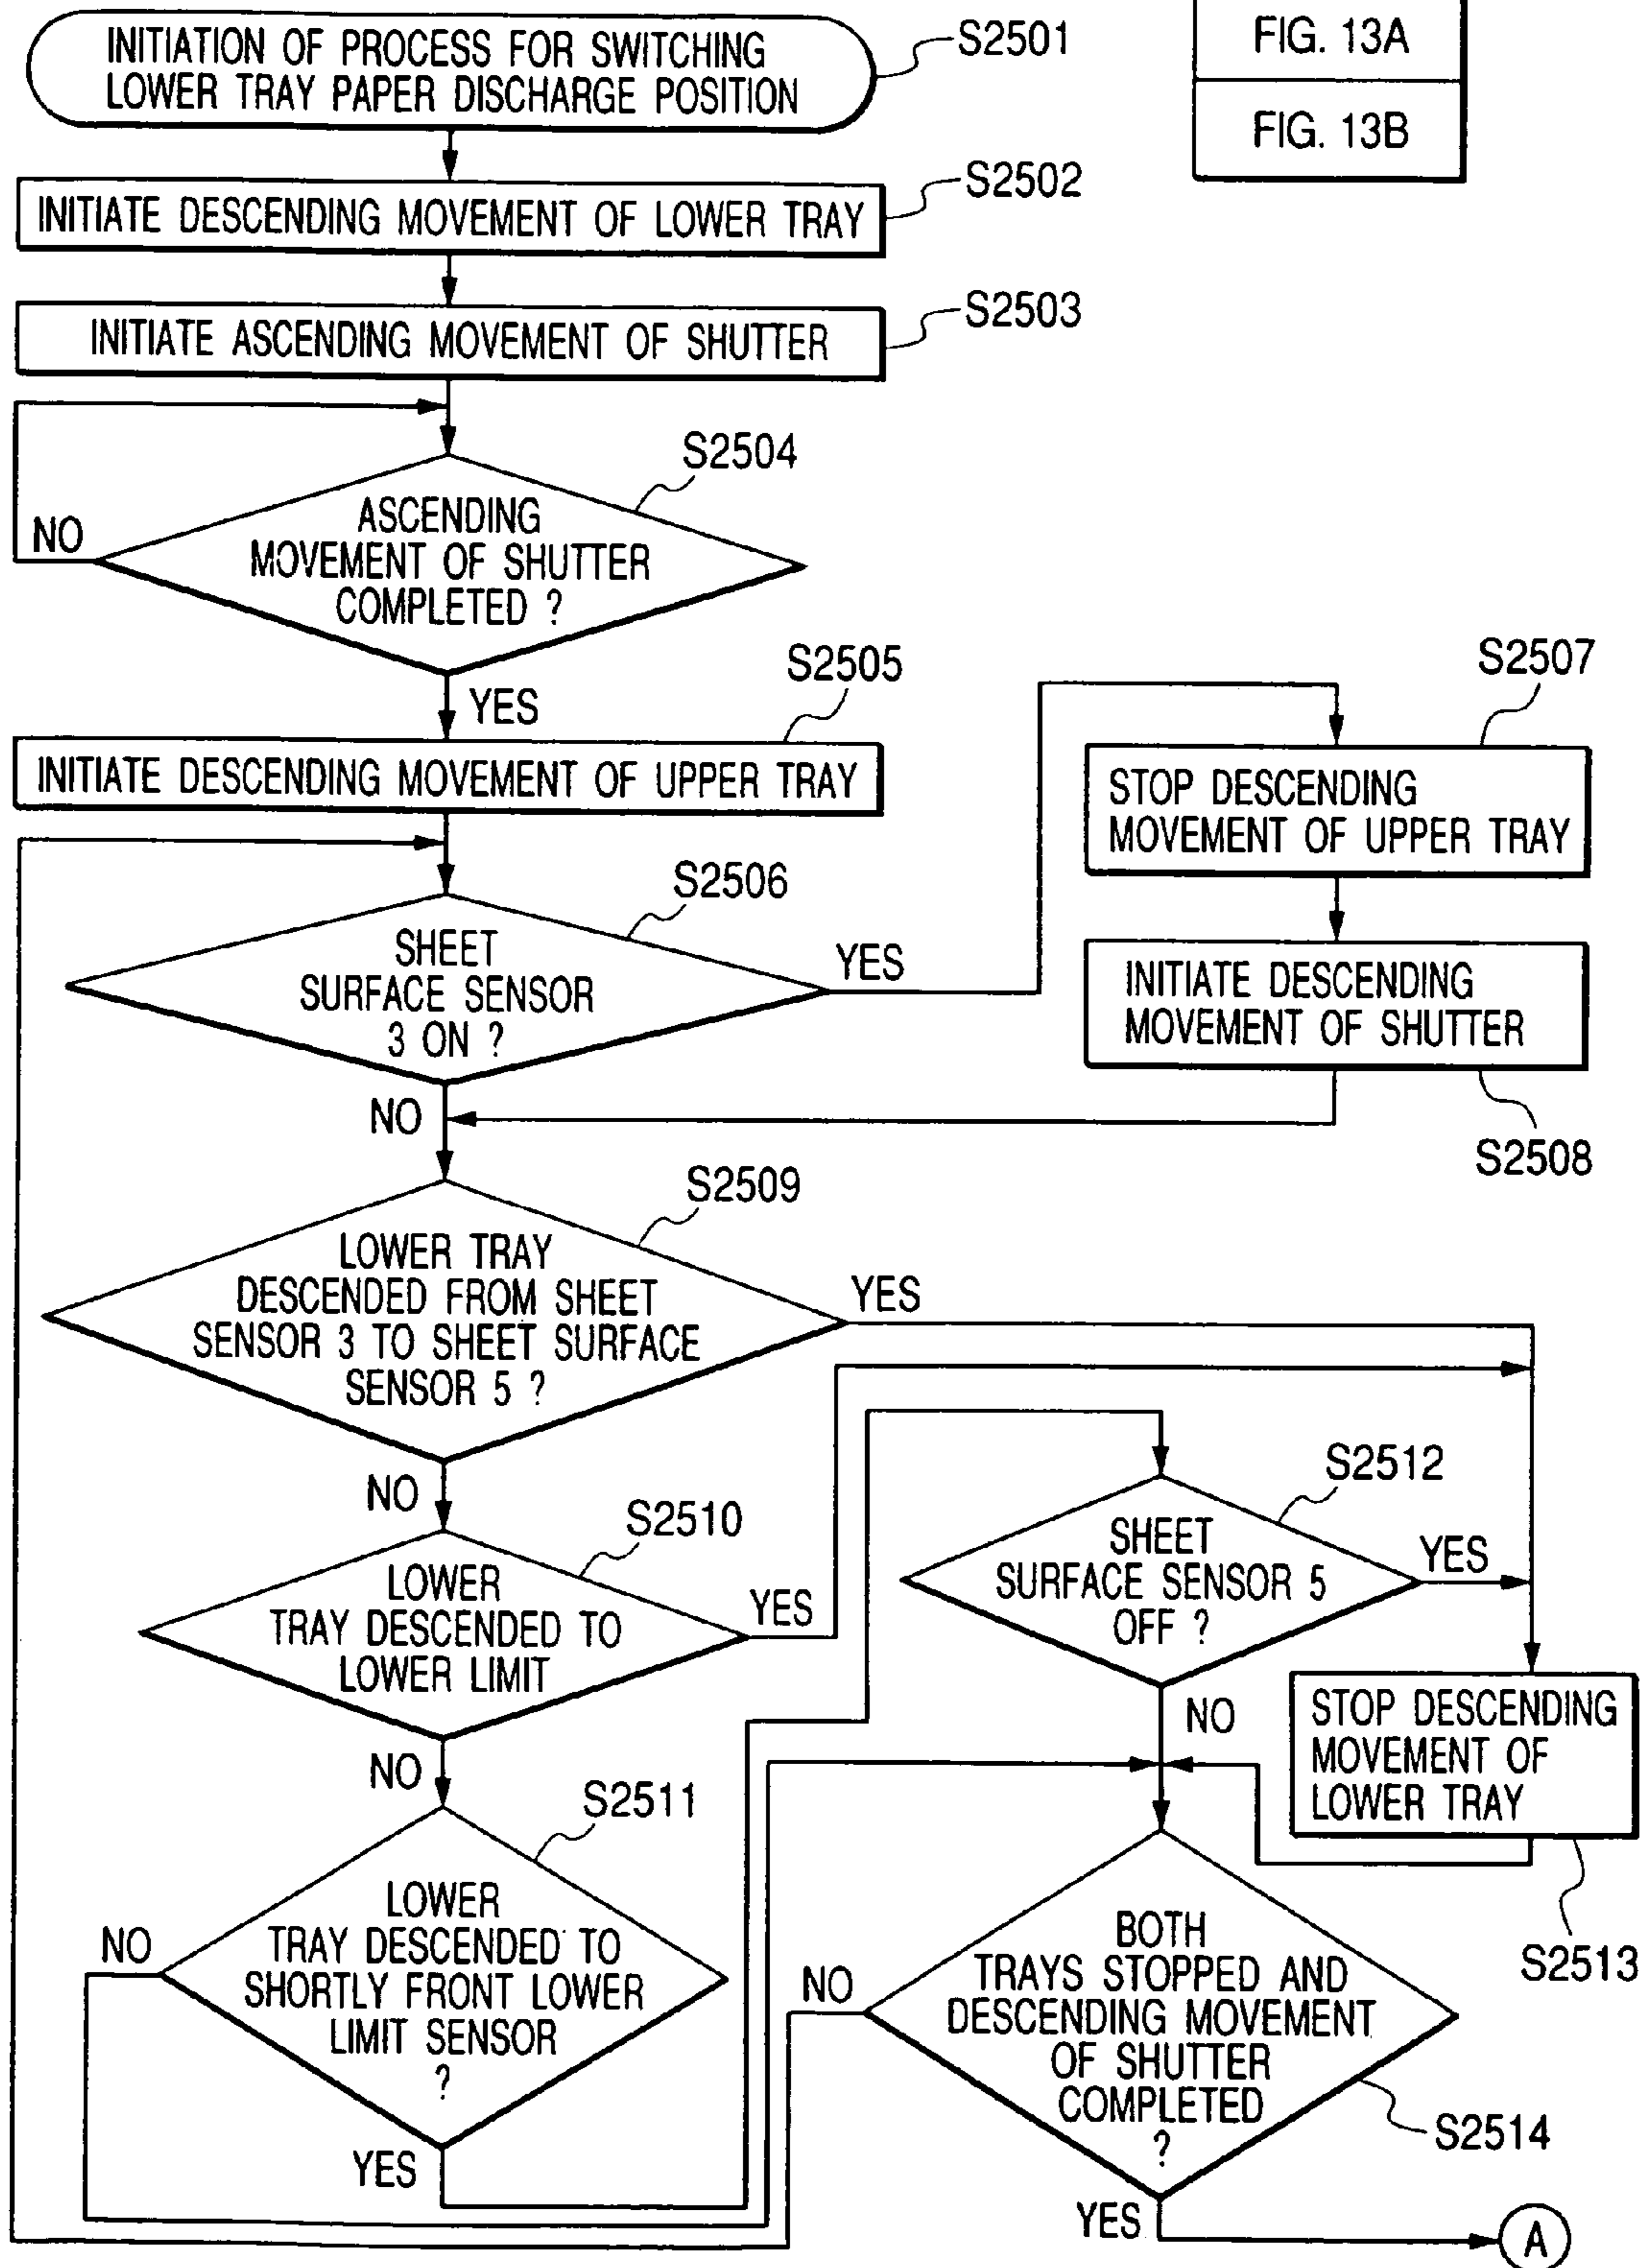 INITIATION OF PROCESS FOR SWITCHING
LOWER TRAY PAPER DISCHARGE POSITION
S2501
FIG. 13A
FIG. 13B
INITIATE DESCENDING MOVEMENT OF LOWER TRAY
S2502
INITIATE ASCENDING MOVEMENT OF SHUTTER
S2503
S2504
ASCENDING
MOVEMENT OF SHUTTER
COMPLETED ?
NO
YES
S2505
INITIATE DESCENDING MOVEMENT OF UPPER TRAY
S2506
SHEET
SURFACE SENSOR
3 ON ?
YES
NO
S2507
STOP DESCENDING
MOVEMENT OF UPPER TRAY
INITIATE DESCENDING
MOVEMENT OF SHUTTER
S2508
S2509
LOWER TRAY
DESCENDED FROM SHEET
SENSOR 3 TO SHEET SURFACE
SENSOR 5 ?
YES
NO
S2510
LOWER
TRAY DESCENDED TO
LOWER LIMIT
YES
NO
S2511
LOWER
TRAY DESCENDED TO
SHORTLY FRONT LOWER
LIMIT SENSOR
?
NO
YES
S2512
SHEET
SURFACE SENSOR 5
OFF ?
YES
NO
STOP DESCENDING
MOVEMENT OF
LOWER TRAY
S2513
BOTH
TRAYS STOPPED AND
DESCENDING MOVEMENT
OF SHUTTER
COMPLETED
?
NO
S2514
YES
A